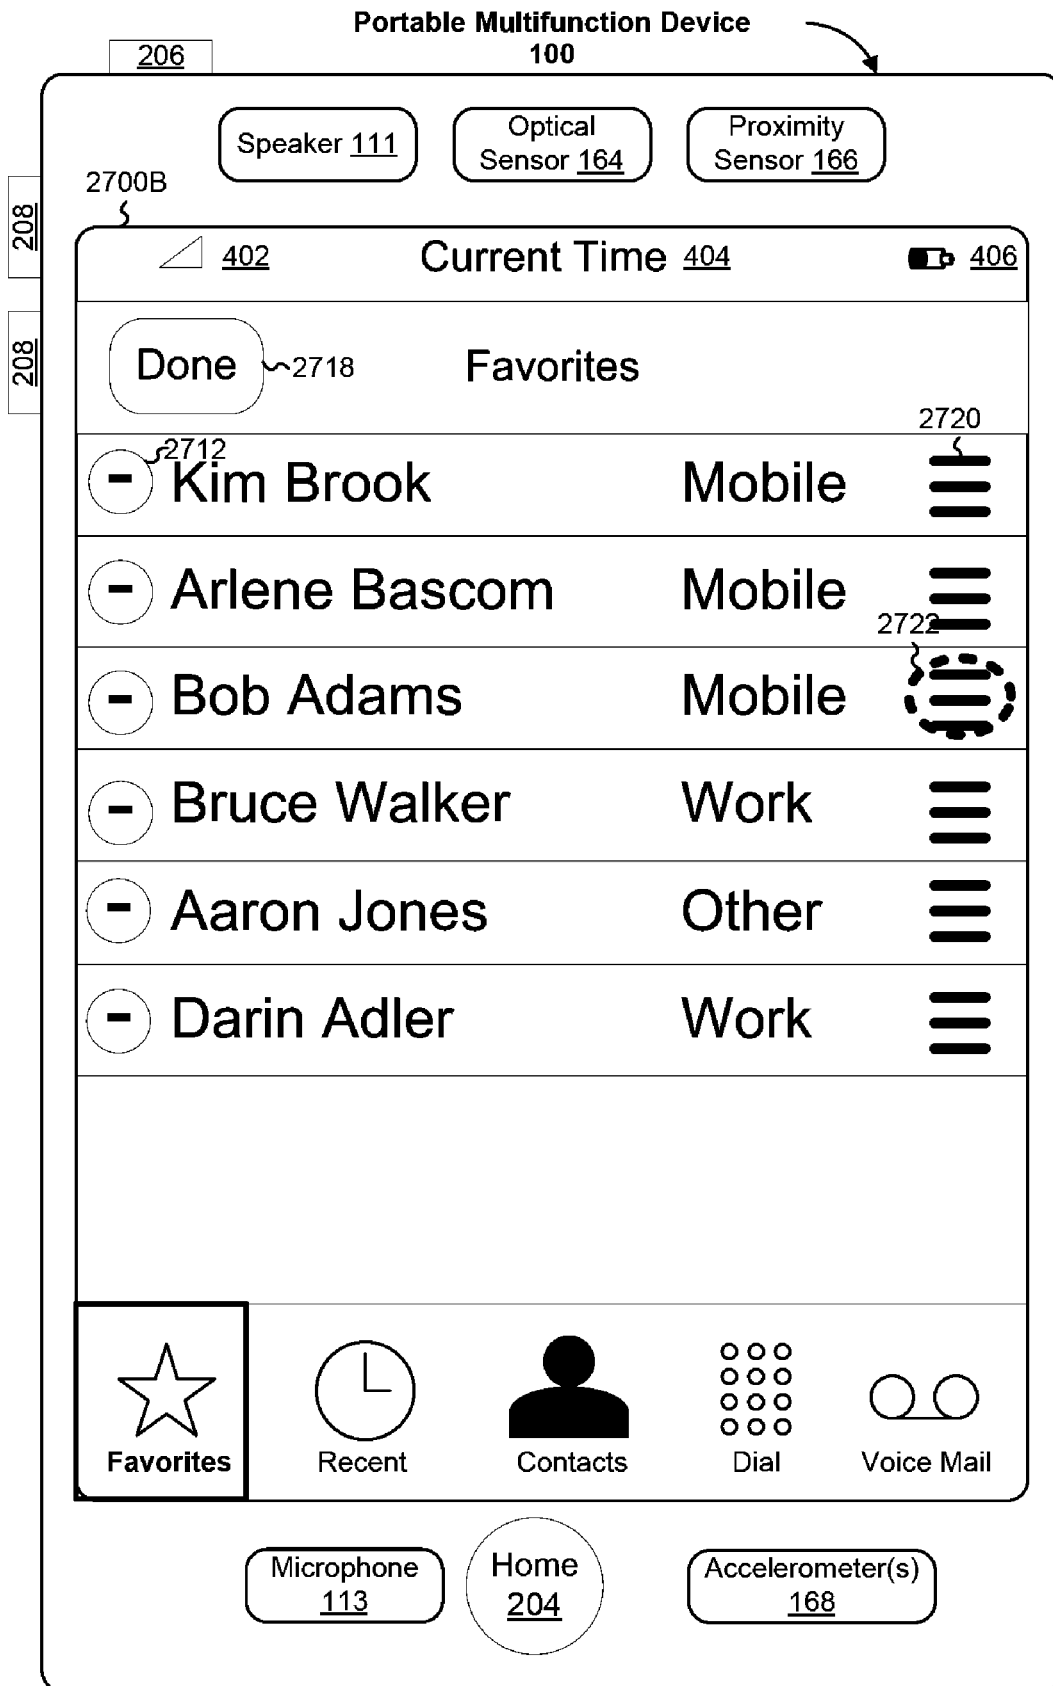 Portable Multifunction Device
100
206
Speaker 111
Optical
Sensor 164
Proximity
Sensor 166
2700B
208
208
402
Current Time 404
406
Done
2718
Favorites
2720
2712
Kim Brook Mobile
Arlene Bascom Mobile
2722
Bob Adams Mobile
Bruce Walker Work
Aaron Jones Other
Darin Adler Work
Favorites
Recent
Contacts
Dial
Voice Mail
Microphone
113
Home
204
Accelerometer(s)
168